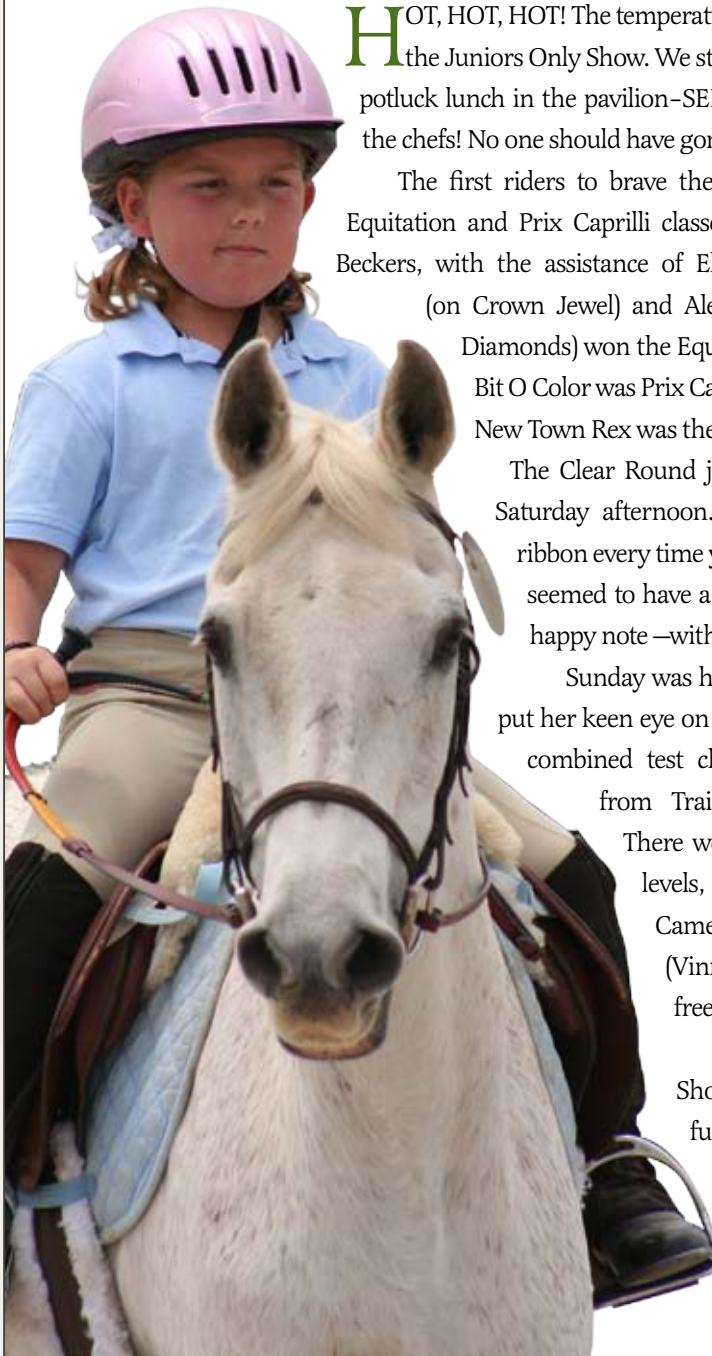 HOT, HOT, HOT! The temperat
the Juniors Only Show. We st
potluck lunch in the pavilion–SE
the chefs! No one should have gor
The first riders to brave the
Equitation and Prix Caprilli classe
Beckers, with the assistance of El
(on Crown Jewel) and Ale
Diamonds) won the Equ
Bit O Color was Prix Ca
New Town Rex was the
The Clear Round j
Saturday afternoon.
ribbon every time y
seemed to have a
happy note —with
Sunday was h
put her keen eye on
combined test cl
from Trai
There we
levels,
Came
(Vinr
free
Sho
fu